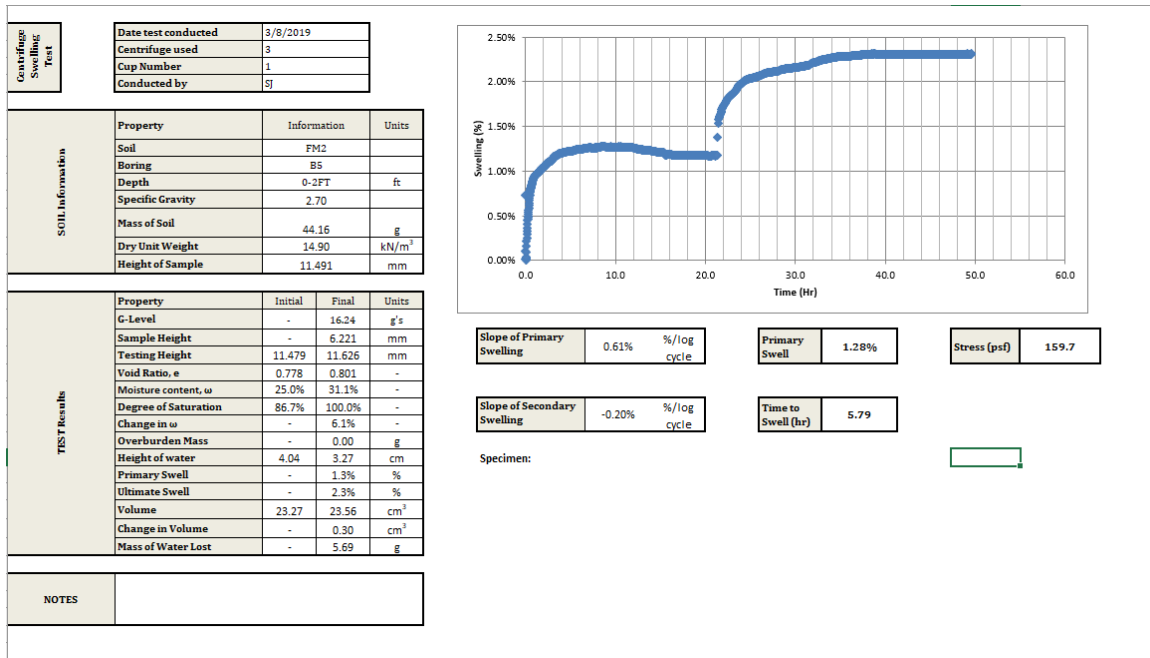 Centrifuge
Swelling
Test
Date test conducted 3/8/2019
Centrifuge used 3
Cup Number 1
Conducted by SJ
SOIL Information
Property Information Units
Soil FM2
Boring B5
Depth 0-2FT ft
Specific Gravity 2.70
Mass of Soil 44.16 g
Dry Unit Weight 14.90 kN/m³
Height of Sample 11.491 mm
TEST Results
Property Initial Final Units
G-Level - 16.24 g's
Sample Height - 6.221 mm
Testing Height 11.479 11.626 mm
Void Ratio, e 0.778 0.801 -
Moisture content, ω 25.0% 31.1% -
Degree of Saturation 86.7% 100.0% -
Change in ω - 6.1% -
Overburden Mass - 0.00 g
Height of water 4.04 3.27 cm
Primary Swell - 1.3% %
Ultimate Swell - 2.3% %
Volume 23.27 23.56 cm³
Change in Volume - 0.30 cm³
Mass of Water Lost - 5.69 g
NOTES
2.50%
2.00%
1.50%
1.00%
0.50%
0.00%
Swelling (%)
0.0 10.0 20.0 30.0 40.0 50.0 60.0
Time (Hr)
Slope of Primary
Swelling
0.61%
%/log
cycle
Primary
Swell
1.28%
Stress (psf) 159.7
Slope of Secondary
Swelling
-0.20%
%/log
cycle
Time to
Swell (hr)
5.79
Specimen: